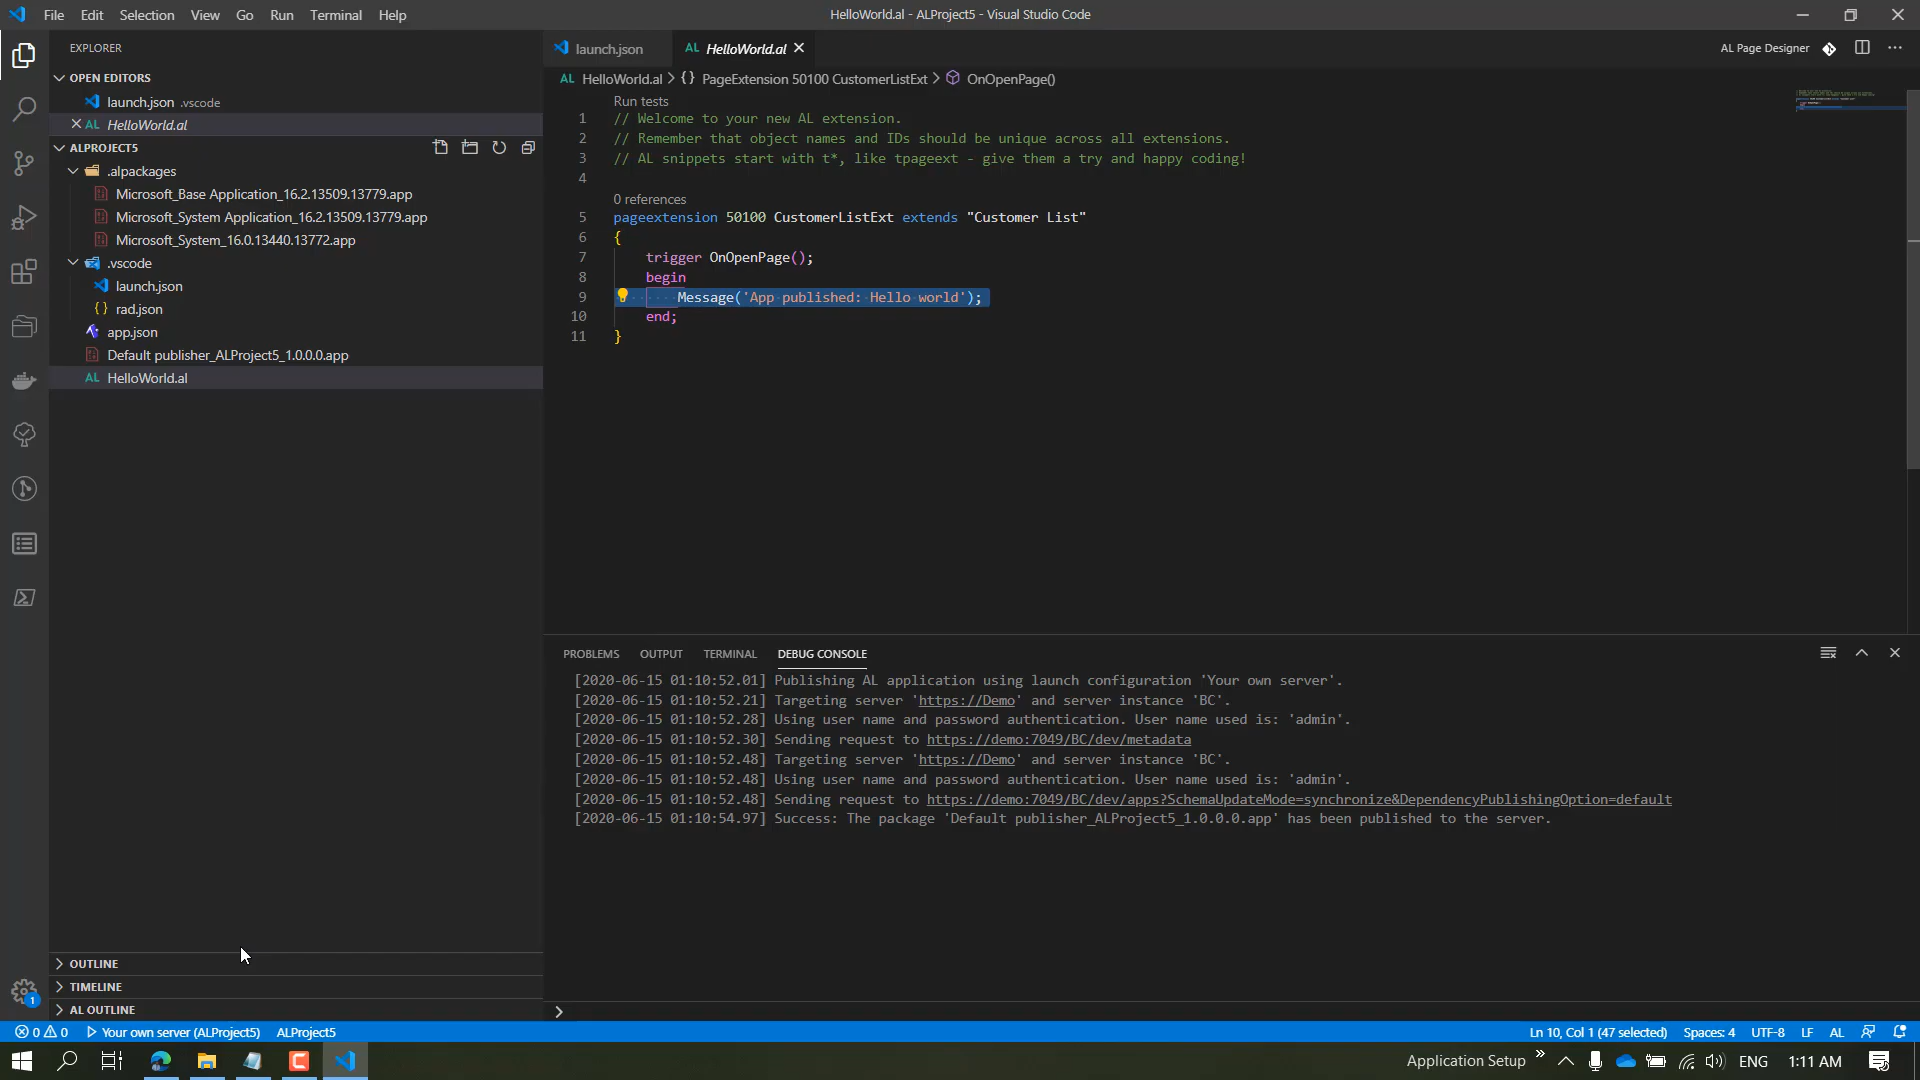 File Edit Selection View Go Run Terminal Help
HelloWorld.al - ALProject5 - Visual Studio Code
EXPLORER
OPEN EDITORS
launch.json .vscode
AL HelloWorld.al
ALPROJECT5
.alpackages
Microsoft_Base Application_16.2.13509.13779.app
Microsoft_System Application_16.2.13509.13779.app
Microsoft_System_16.0.13440.13772.app
.vscode
launch.json
{ } rad.json
app.json
Default publisher_ALProject5_1.0.0.0.app
AL HelloWorld.al
OUTLINE
TIMELINE
AL OUTLINE
1
launch.json
AL HelloWorld.al
AL Page Designer
AL HelloWorld.al > {} PageExtension 50100 CustomerListExt > OnOpenPage()
Run tests
1 // Welcome to your new AL extension.
2 // Remember that object names and IDs should be unique across all extensions.
3 // AL snippets start with t*, like tpageext - give them a try and happy coding!
4
0 references
5 pageextension 50100 CustomerListExt extends "Customer List"
6 {
7 trigger OnOpenPage();
8 begin
9 Message('App published: Hello world');
10 end;
11 }
PROBLEMS OUTPUT TERMINAL DEBUG CONSOLE
[2020-06-15 01:10:52.01] Publishing AL application using launch configuration 'Your own server'.
[2020-06-15 01:10:52.21] Targeting server 'https://Demo' and server instance 'BC'.
[2020-06-15 01:10:52.28] Using user name and password authentication. User name used is: 'admin'.
[2020-06-15 01:10:52.30] Sending request to https://demo:7049/BC/dev/metadata
[2020-06-15 01:10:52.48] Targeting server 'https://Demo' and server instance 'BC'.
[2020-06-15 01:10:52.48] Using user name and password authentication. User name used is: 'admin'.
[2020-06-15 01:10:52.48] Sending request to https://demo:7049/BC/dev/apps?SchemaUpdateMode=synchronize&DependencyPublishingOption=default
[2020-06-15 01:10:54.97] Success: The package 'Default publisher_ALProject5_1.0.0.0.app' has been published to the server.
0 0 Your own server (ALProject5) ALProject5
Ln 10, Col 1 (47 selected) Spaces: 4 UTF-8 LF AL
Application Setup ENG 1:11 AM